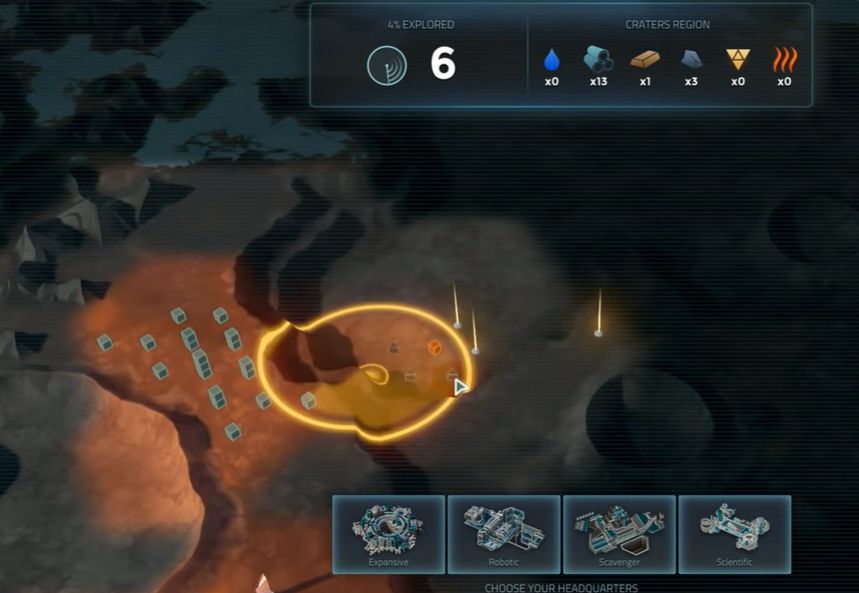 4% EXPLORED
CRATERS REGION
6
x0
x13
x1
x3
x0
x0
Expansive
Robotic
Scavenger
Scientific
CHOOSE YOUR HEADQUARTERS